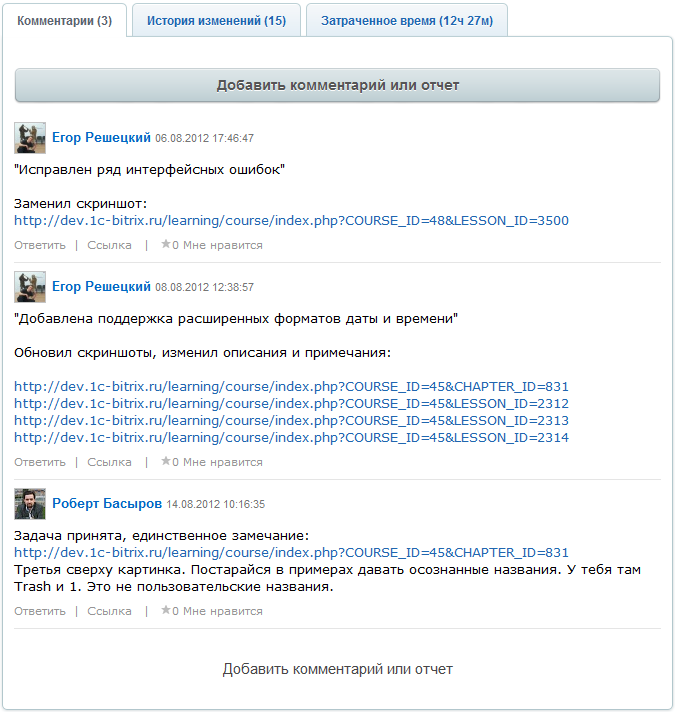 Комментарии (3) История изменений (15) Затраченное время (12ч 27м)
Добавить комментарий или отчет
Егор Решецкий 06.08.2012 17:46:47
"Исправлен ряд интерфейсных ошибок"
Заменил скриншот:
http://dev.1c-bitrix.ru/learning/course/index.php?COURSE_ID=48&LESSON_ID=3500
Ответить | Ссылка | ★0 Мне нравится
Егор Решецкий 08.08.2012 12:38:57
"Добавлена поддержка расширенных форматов даты и времени"
Обновил скриншоты, изменил описания и примечания:
http://dev.1c-bitrix.ru/learning/course/index.php?COURSE_ID=45&CHAPTER_ID=831
http://dev.1c-bitrix.ru/learning/course/index.php?COURSE_ID=45&LESSON_ID=2312
http://dev.1c-bitrix.ru/learning/course/index.php?COURSE_ID=45&LESSON_ID=2313
http://dev.1c-bitrix.ru/learning/course/index.php?COURSE_ID=45&LESSON_ID=2314
Ответить | Ссылка | ★0 Мне нравится
Роберт Басыров 14.08.2012 10:16:35
Задача принята, единственное замечание:
http://dev.1c-bitrix.ru/learning/course/index.php?COURSE_ID=45&CHAPTER_ID=831
Третья сверху картинка. Постарайся в примерах давать осознанные названия. У тебя там
Trash и 1. Это не пользовательские названия.
Ответить | Ссылка | ★0 Мне нравится
Добавить комментарий или отчет